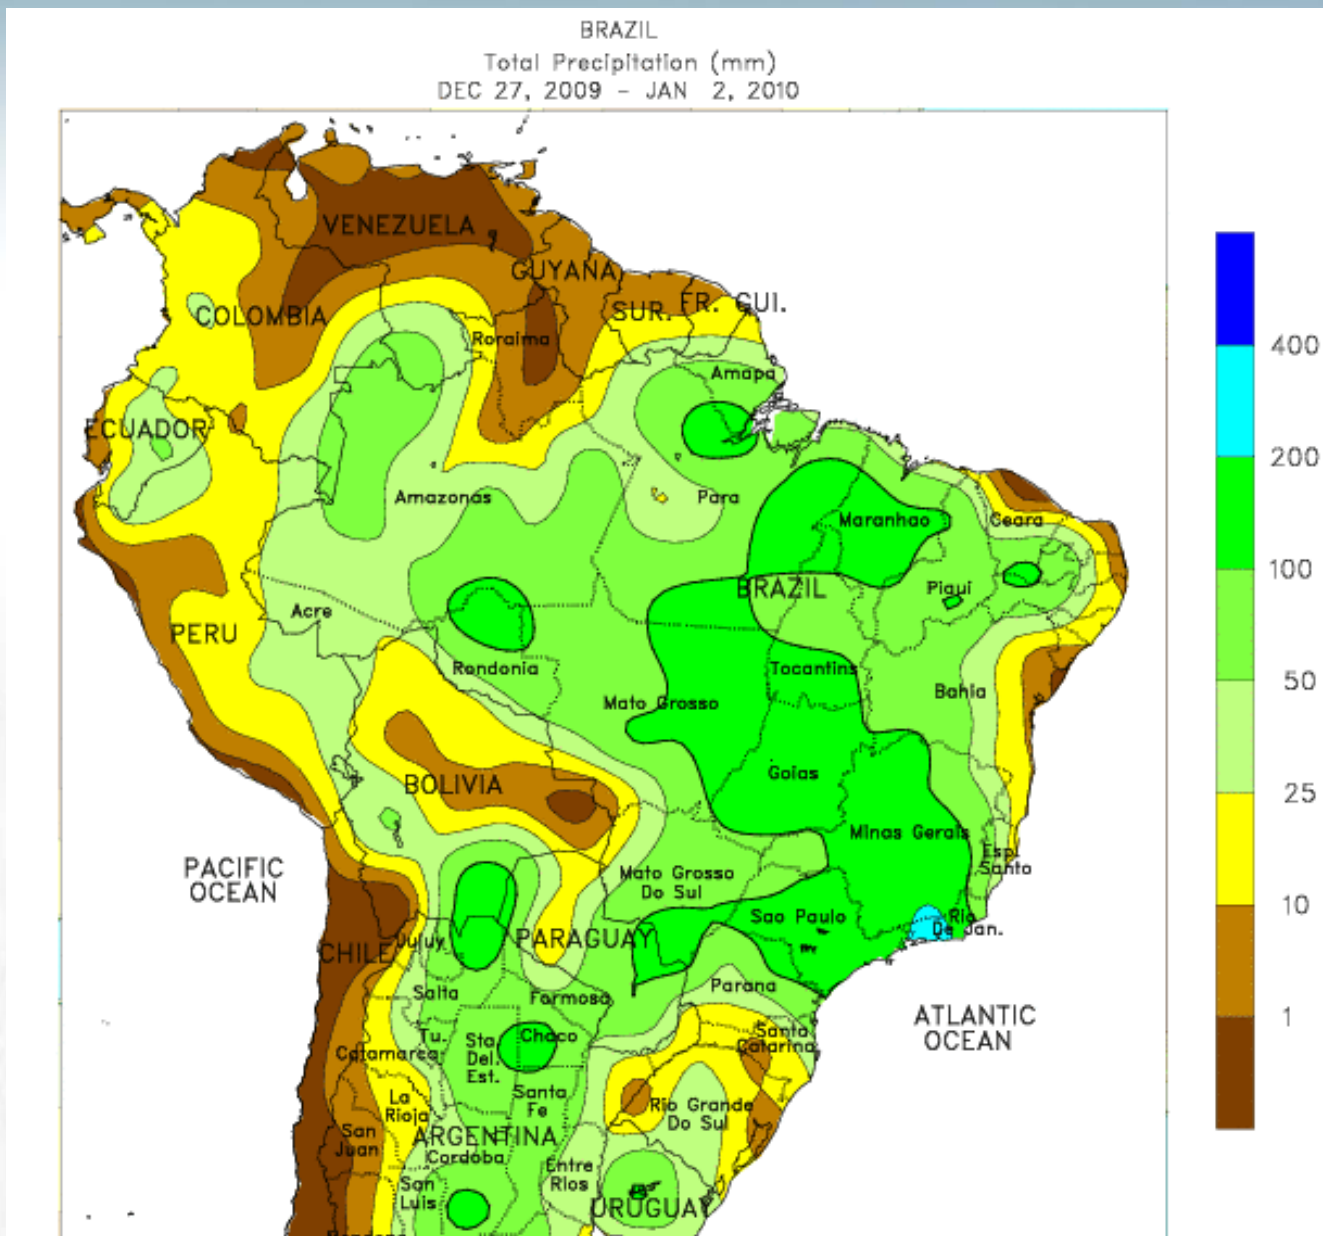 BRAZIL
Total Precipitation (mm)
DEC 27, 2009 - JAN 2, 2010
VENEZUELA
GUYANA
COLOMBIA
SUR.
FR. GUI.
Roraima
Amapa
ECUADOR
Amazonas
Para
Maranhao
Ceara
BRAZIL
Piaui
Acre
PERU
Rondonia
Tocantins
Mato Grosso
Bahia
BOLIVIA
Goias
Minas Gerais
Esp.
Santo
PACIFIC
OCEAN
Mato Grosso
Do Sul
Sao Paulo
Rio
De Jan.
CHILE
Jujuy
PARAGUAY
Salta
Formosa
Parana
ATLANTIC
OCEAN
Tu.
Catamarca
Sta.
Del.
Est.
Chaco
Santa
Catarina
La
Rioja
Santa
Fe
Rio Grande
Do Sul
San
Juan
ARGENTINA
Cordoba
San
Luis
Entre
Rios
URUGUAY
400
200
100
50
25
10
1